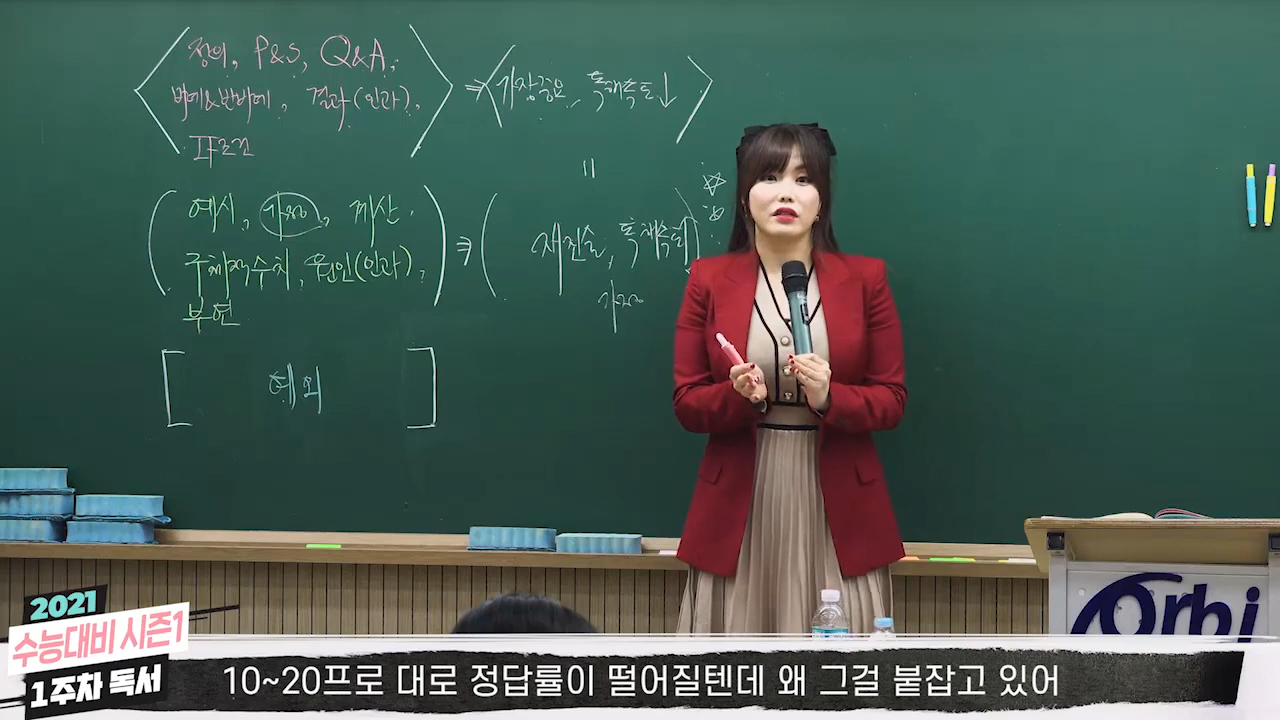 정의, P&S, Q&A,
비례&반비례, 결과(인과),
⇒ 가장중요, 독해속도↓
예시, 가정, 계산,
구체적수치, 원인(인과),
부연
⇒ 재진술, 독해속도
예외
Orbi
2021
수능대비 시즌1
1주차 독서
10~20프로 대로 정답률이 떨어질텐데 왜 그걸 붙잡고 있어